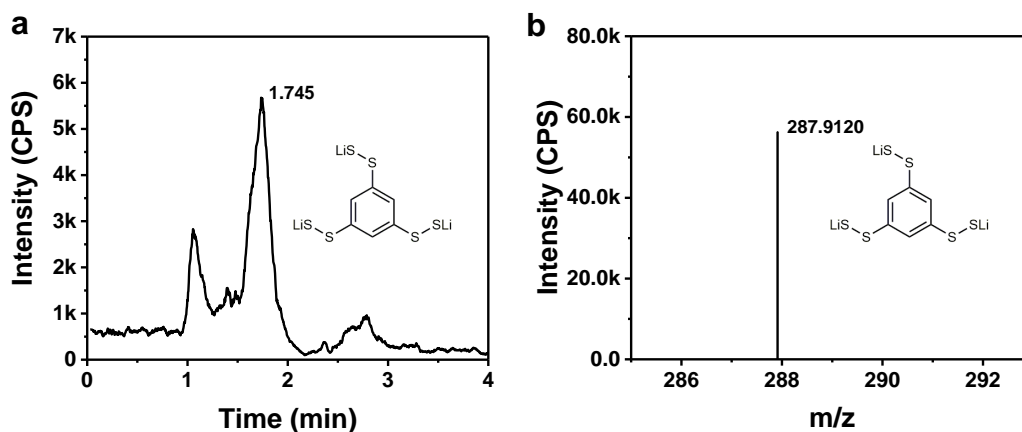 a
7k
6k
5k
4k
3k
2k
1k
0
0
1
2
3
4
Intensity (CPS)
Time (min)
1.745
LiS
S
LiS
S
S
SLi
b
80.0k
60.0k
40.0k
20.0k
0.0
286
288
290
292
Intensity (CPS)
m/z
287.9120
LiS
S
LiS
S
S
SLi